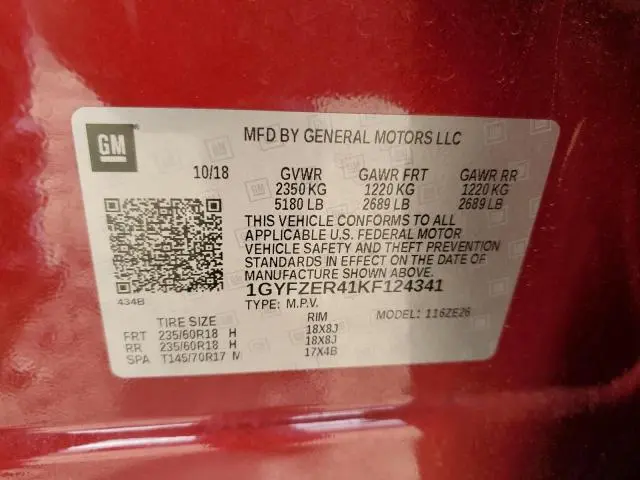 GM
MFD BY GENERAL MOTORS LLC
10/18 GVWR GAWR FRT GAWR RR
2350 KG 1220 KG 1220 KG
5180 LB 2689 LB 2689 LB
THIS VEHICLE CONFORMS TO ALL
APPLICABLE U.S. FEDERAL MOTOR
VEHICLE SAFETY AND THEFT PREVENTION
STANDARDS IN EFFECT ON THE DATE OF
MANUFACTURE SHOWN ABOVE.
1GYFZER41KF124341
434B
TYPE: M.P.V. MODEL: 116ZE26
TIRE SIZE RIM
FRT 235/60R18 H 18X8J
RR 235/60R18 H 18X8J
SPA T145/70R17 M 17X4B